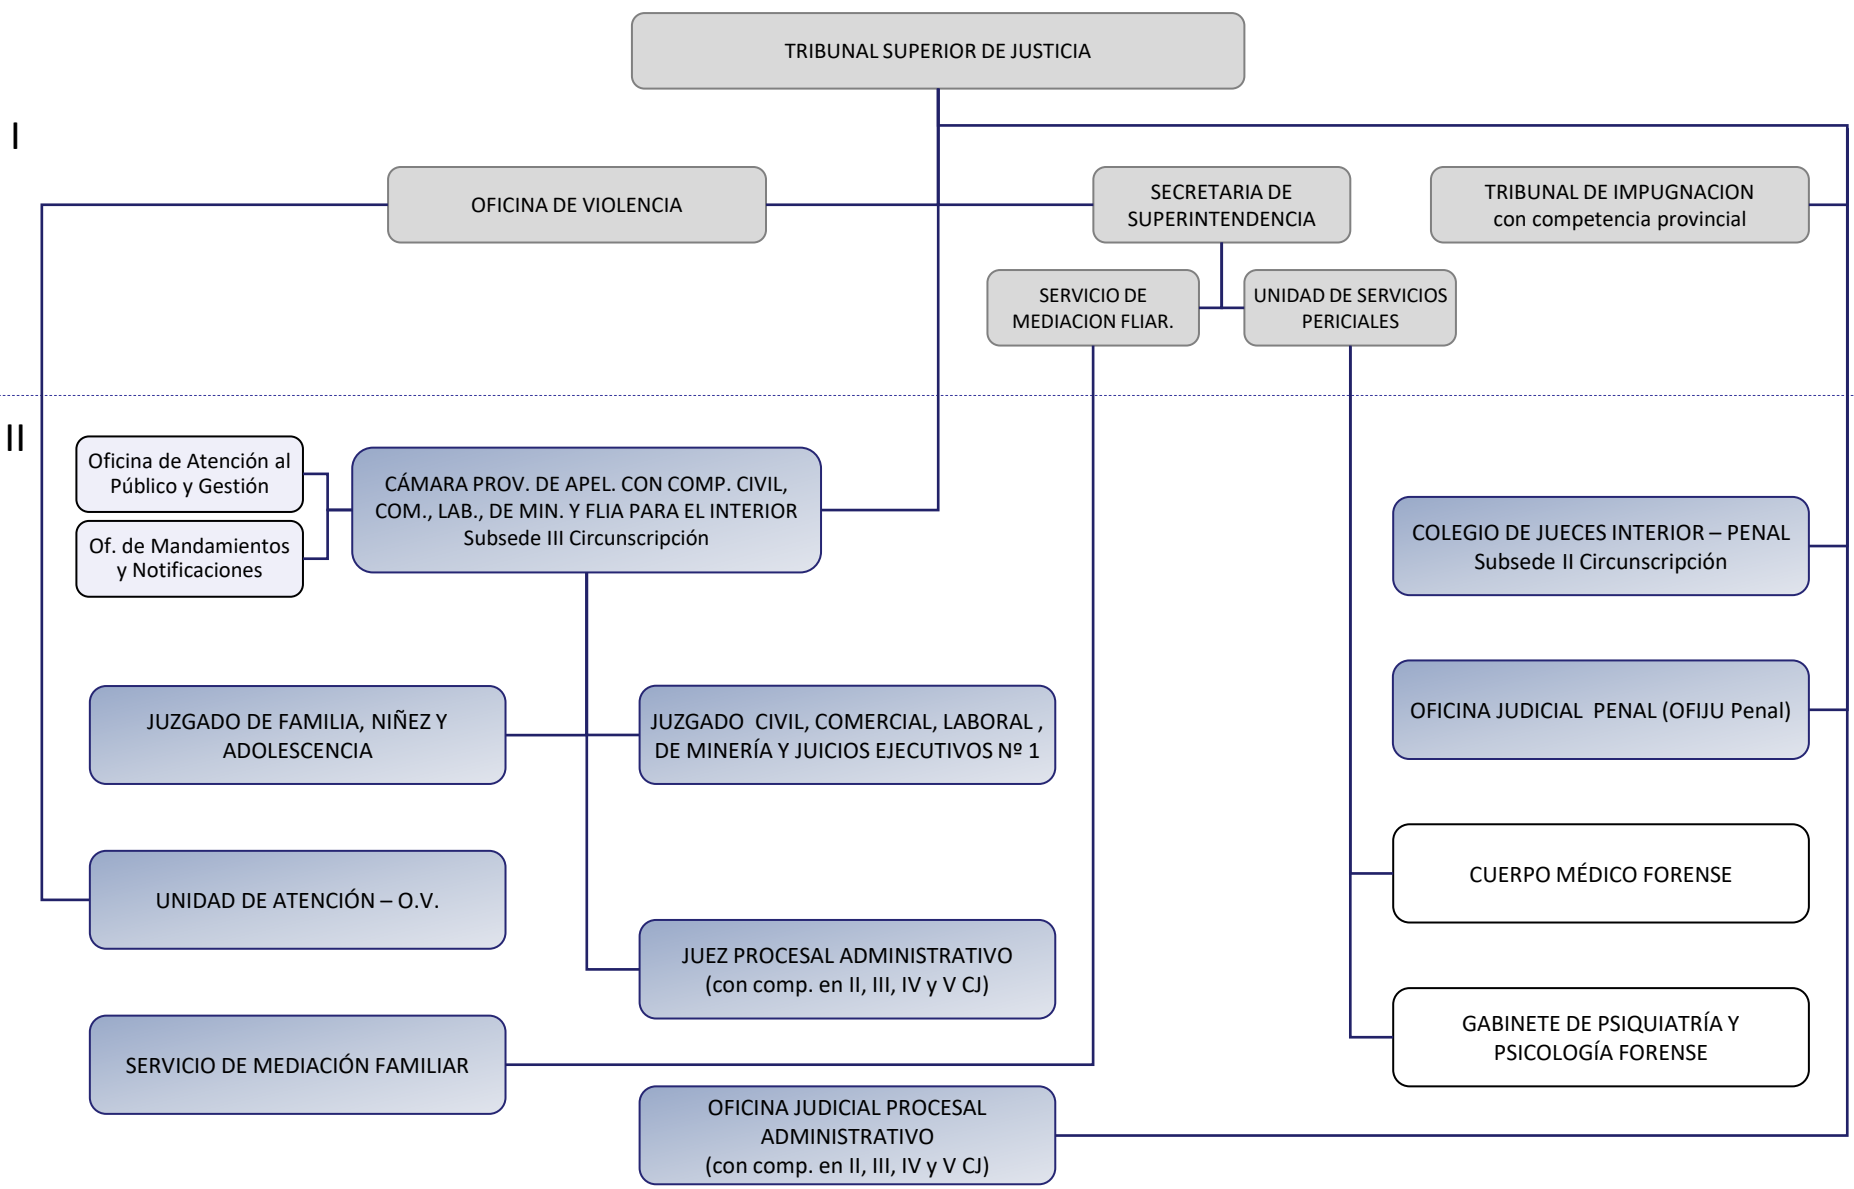 TRIBUNAL SUPERIOR DE JUSTICIA
I
OFICINA DE VIOLENCIA
SECRETARIA DE
SUPERINTENDENCIA
TRIBUNAL DE IMPUGNACION
con competencia provincial
SERVICIO DE
MEDIACION FLIAR.
UNIDAD DE SERVICIOS
PERICIALES
II
Oficina de Atención al
Público y Gestión
Of. de Mandamientos
y Notificaciones
CÁMARA PROV. DE APEL. CON COMP. CIVIL,
COM., LAB., DE MIN. Y FLIA PARA EL INTERIOR
Subsede III Circunscripción
COLEGIO DE JUECES INTERIOR – PENAL
Subsede II Circunscripción
JUZGADO DE FAMILIA, NIÑEZ Y
ADOLESCENCIA
JUZGADO CIVIL, COMERCIAL, LABORAL ,
DE MINERÍA Y JUICIOS EJECUTIVOS Nº 1
OFICINA JUDICIAL PENAL (OFIJU Penal)
UNIDAD DE ATENCIÓN – O.V.
CUERPO MÉDICO FORENSE
JUEZ PROCESAL ADMINISTRATIVO
(con comp. en II, III, IV y V CJ)
SERVICIO DE MEDIACIÓN FAMILIAR
GABINETE DE PSIQUIATRÍA Y
PSICOLOGÍA FORENSE
OFICINA JUDICIAL PROCESAL
ADMINISTRATIVO
(con comp. en II, III, IV y V CJ)